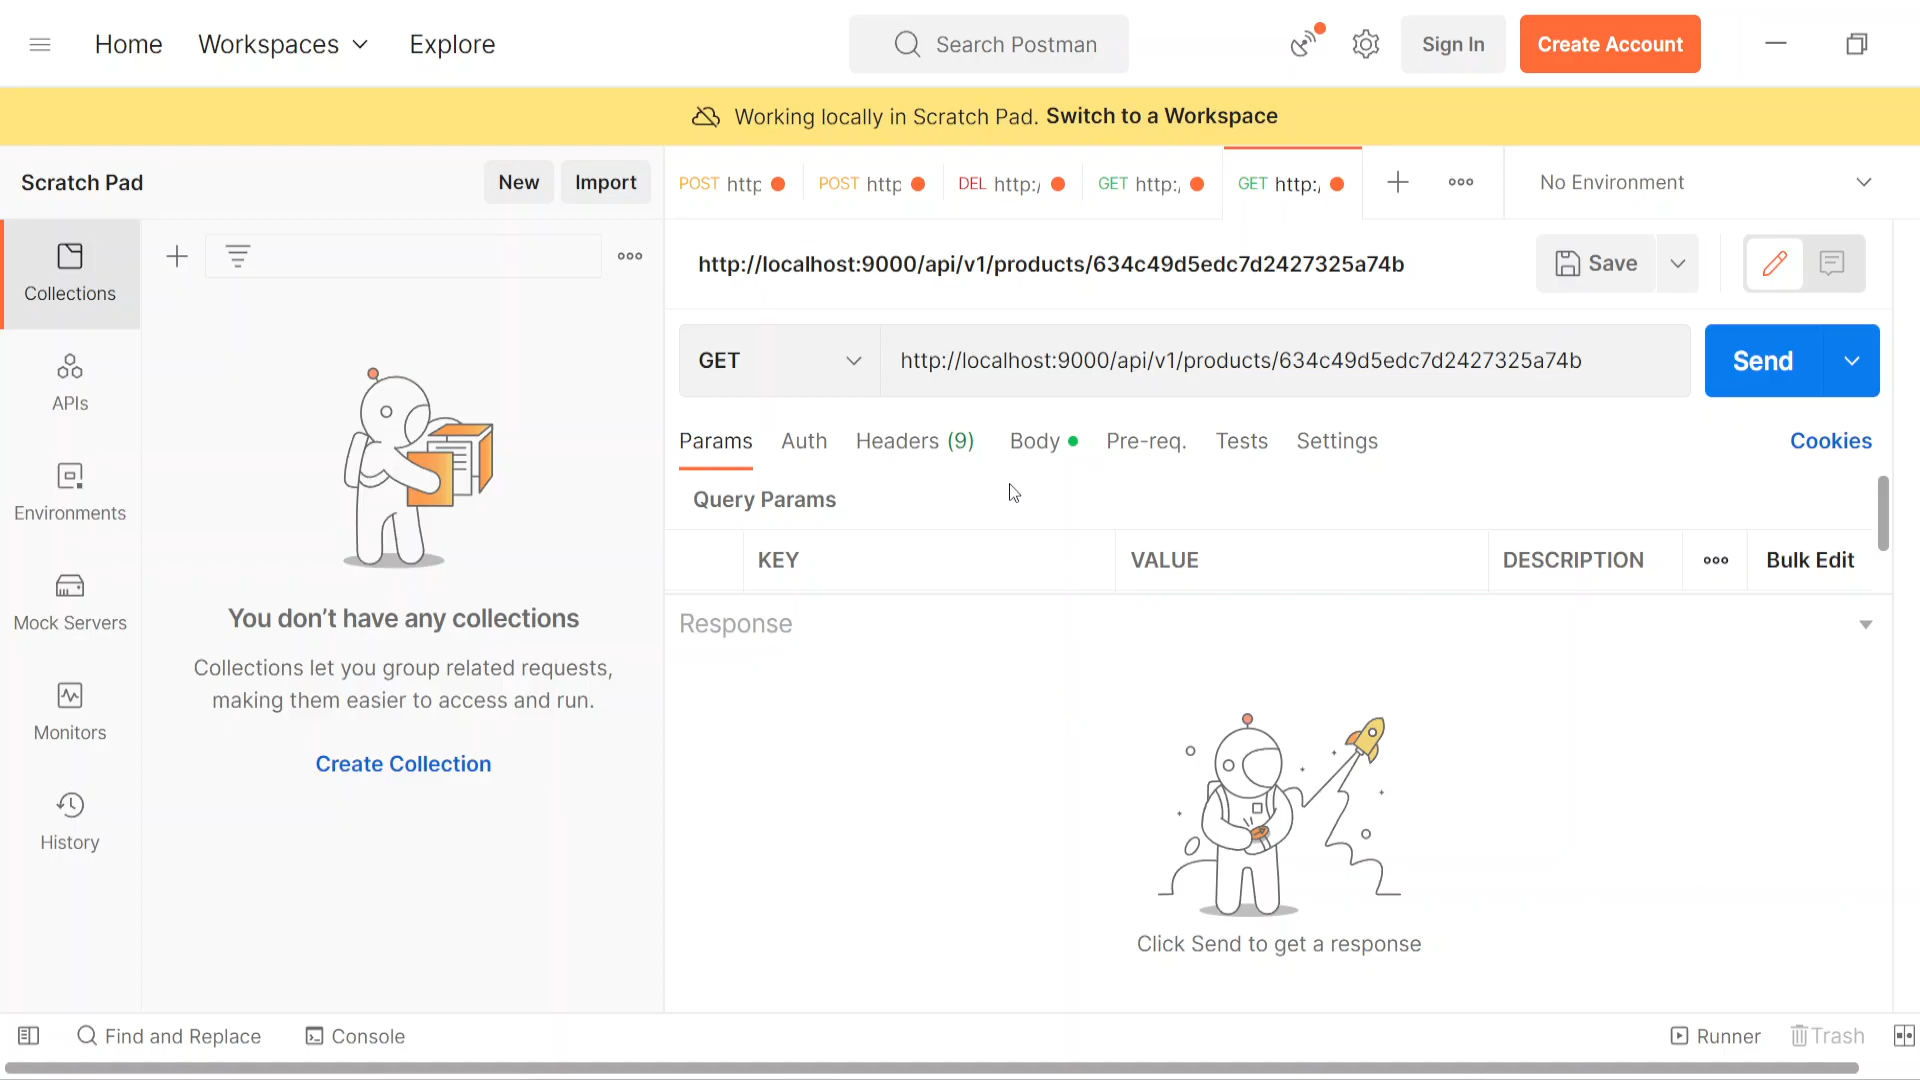 Home Workspaces Explore Search Postman Sign In Create Account
Working locally in Scratch Pad. Switch to a Workspace
Scratch Pad New Import POST http POST http DEL http:/ GET http:/ GET http:/ No Environment
http://localhost:9000/api/v1/products/634c49d5edc7d2427325a74b Save
Collections
GET http://localhost:9000/api/v1/products/634c49d5edc7d2427325a74b Send
APIs
Params Auth Headers (9) Body Pre-req. Tests Settings Cookies
Query Params
Environments
KEY VALUE DESCRIPTION Bulk Edit
Mock Servers
You don’t have any collections
Response
Collections let you group related requests,
making them easier to access and run.
Monitors
Create Collection
History
Click Send to get a response
Find and Replace Console Runner Trash